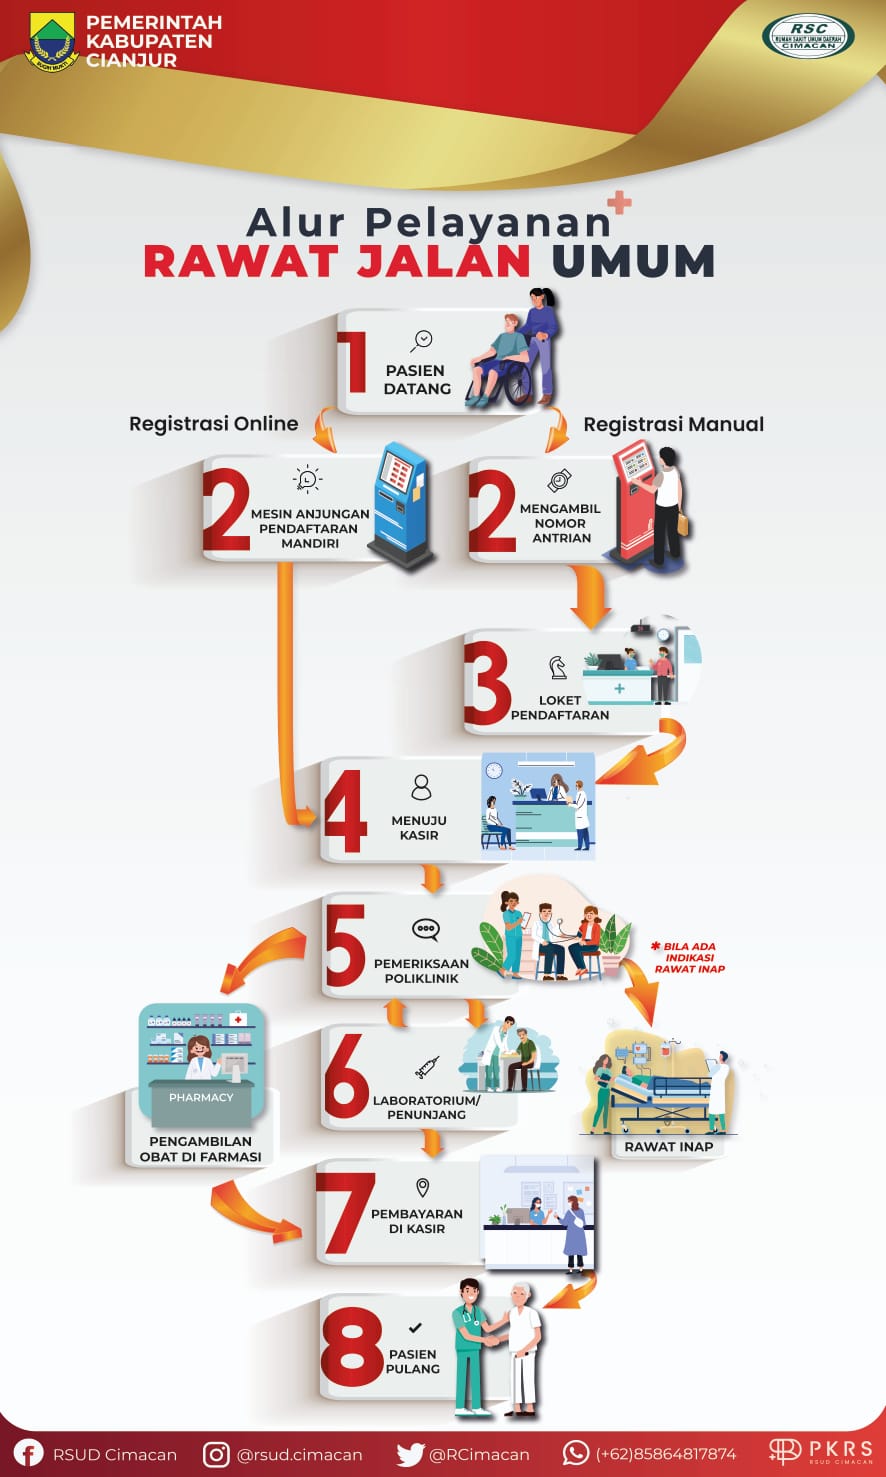 PEMERINTAH
KABUPATEN
CIANJUR
SUGRI MUKTI
RSC
RUMAH SAKIT UMUM DAERAH
CIMACAN
Alur Pelayanan
RAWAT JALAN UMUM
1
PASIEN
DATANG
Registrasi Online
Registrasi Manual
2
MESIN ANJUNGAN
PENDAFTARAN
MANDIRI
2
MENGAMBIL
NOMOR
ANTRIAN
3
LOKET
PENDAFTARAN
4
MENUJU
KASIR
5
PEMERIKSAAN
POLIKLINIK
* BILA ADA
INDIKASI
RAWAT INAP
6
LABORATORIUM/
PENUNJANG
PHARMACY
PENGAMBILAN
OBAT DI FARMASI
RAWAT INAP
7
PEMBAYARAN
DI KASIR
8
PASIEN
PULANG
RSUD Cimacan
@rsud.cimacan
@RCimacan
(+62)85864817874
PKRS
RSUD CIMACAN